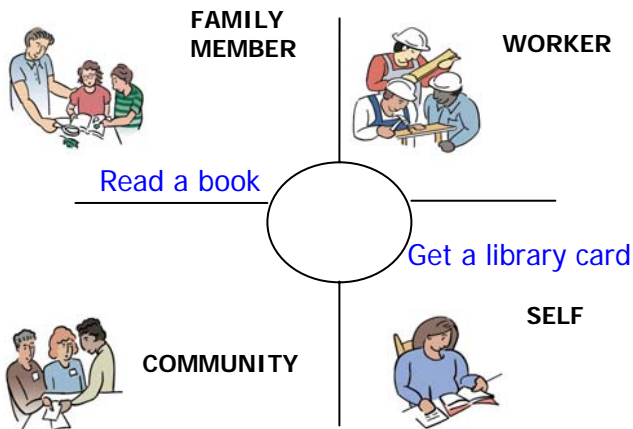 FAMILY
MEMBER
WORKER
Read a book
Get a library card
SELF
COMMUNITY